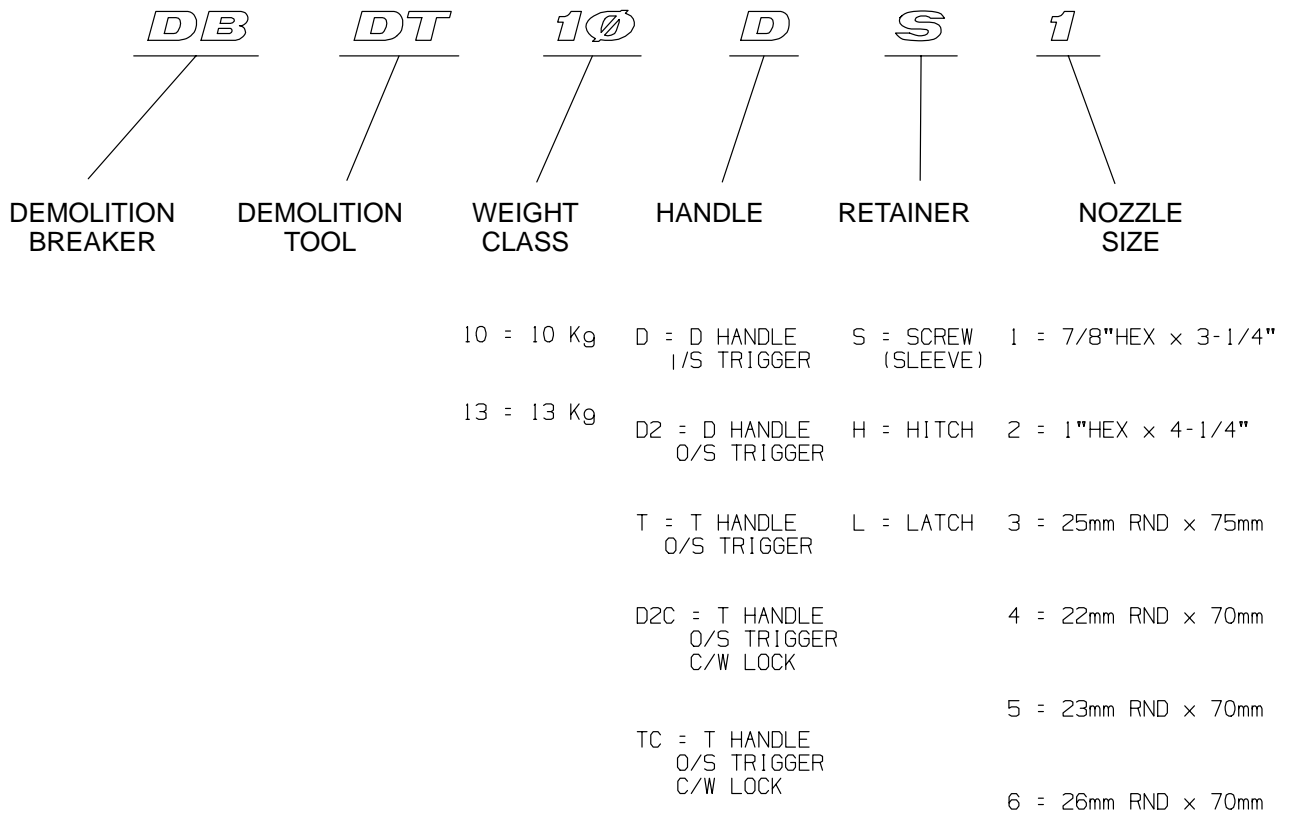 DB DT 1Ø D S 1
DEMOLITION BREAKER
DEMOLITION TOOL
WEIGHT CLASS
HANDLE
RETAINER
NOZZLE SIZE
10 = 10 Kg
13 = 13 Kg
D = D HANDLE
I/S TRIGGER
D2 = D HANDLE
O/S TRIGGER
T = T HANDLE
O/S TRIGGER
D2C = T HANDLE
O/S TRIGGER
C/W LOCK
TC = T HANDLE
O/S TRIGGER
C/W LOCK
S = SCREW
(SLEEVE)
H = HITCH
L = LATCH
1 = 7/8"HEX x 3-1/4"
2 = 1"HEX x 4-1/4"
3 = 25mm RND x 75mm
4 = 22mm RND x 70mm
5 = 23mm RND x 70mm
6 = 26mm RND x 70mm